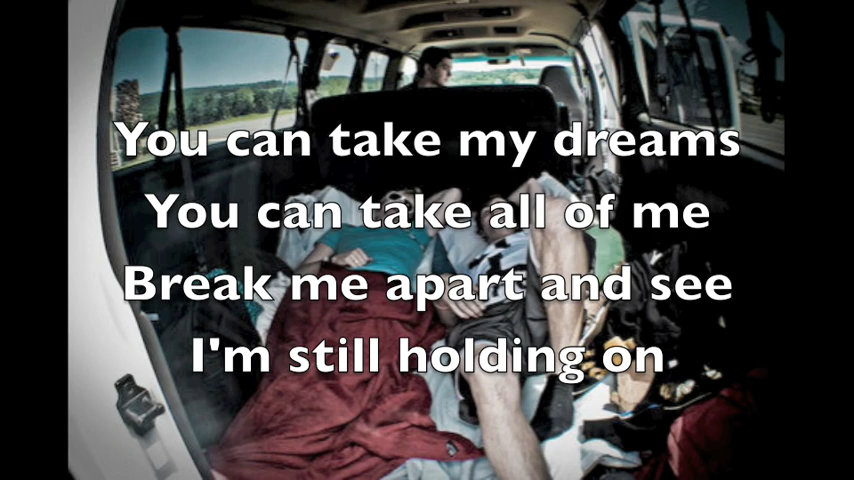 You can take my dreams
You can take all of me
Break me apart and see
I'm still holding on